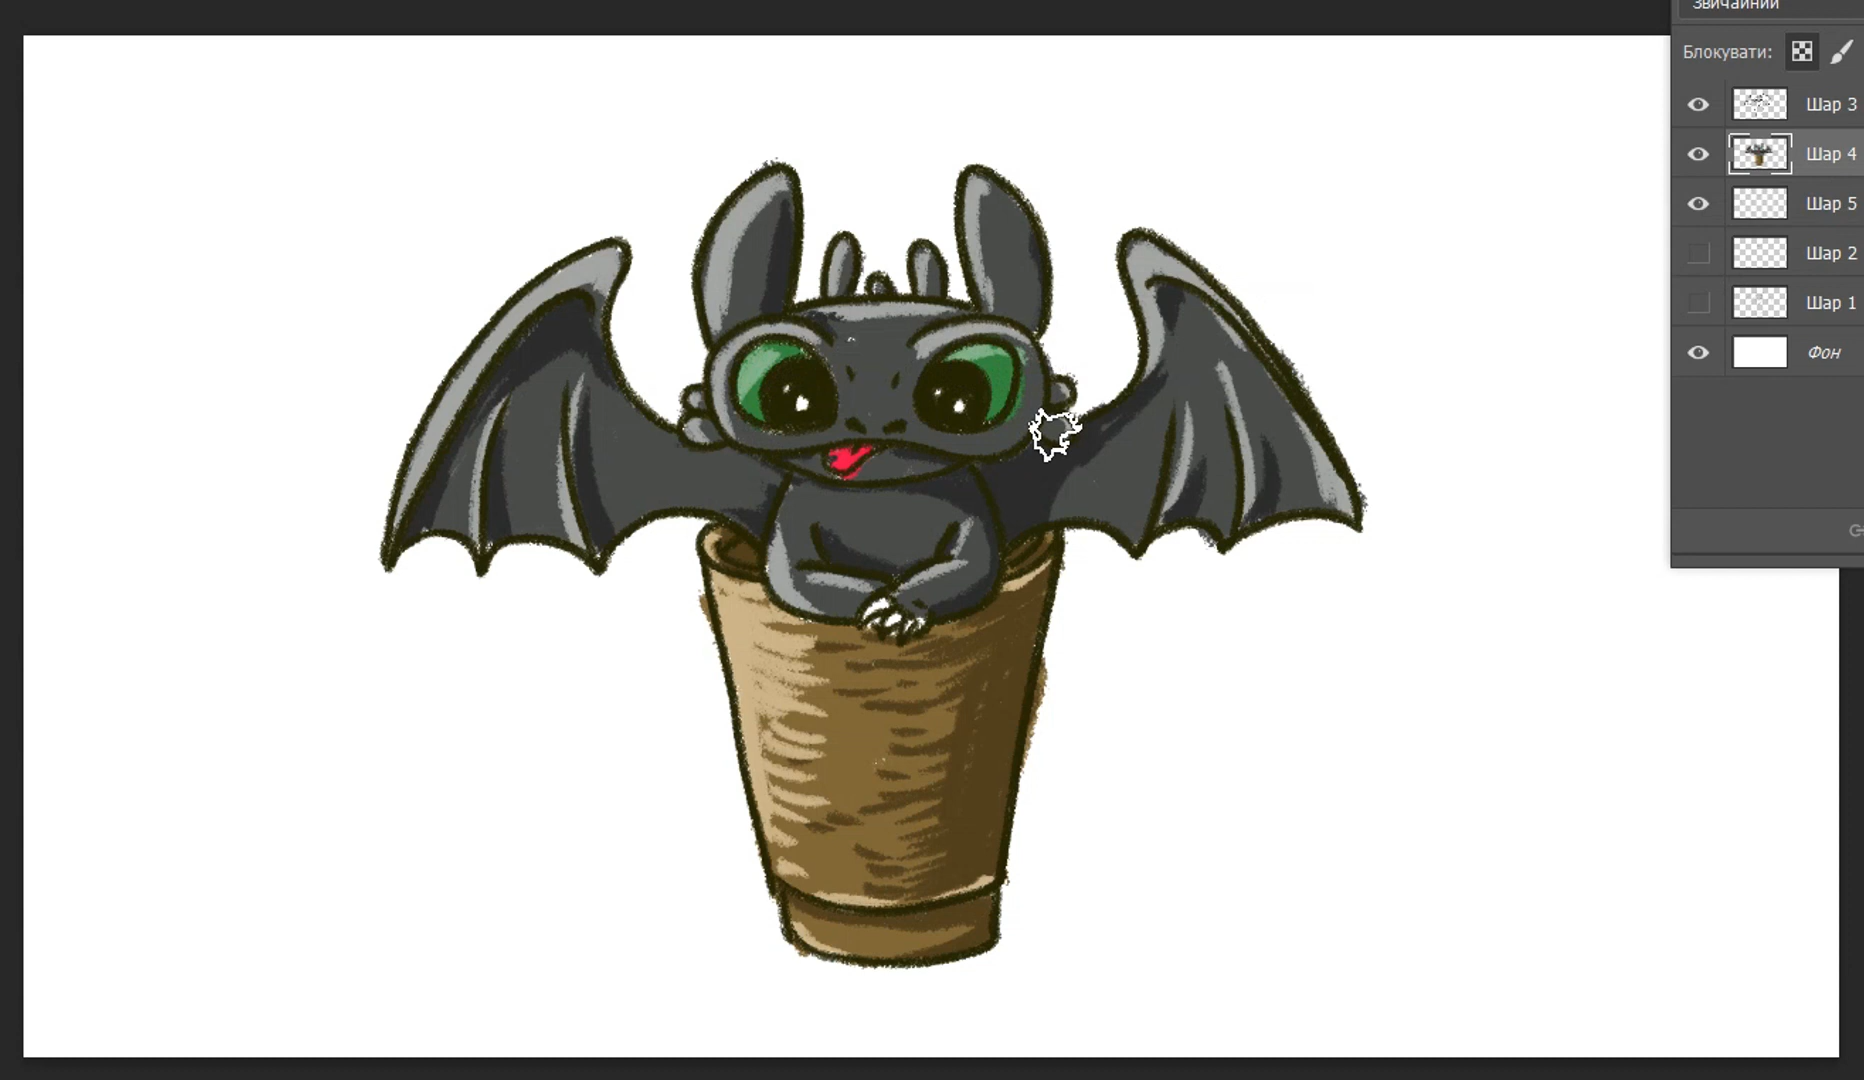 Звичайний
Блокувати:
Шар 3
Шар 4
Шар 5
Шар 2
Шар 1
Фон